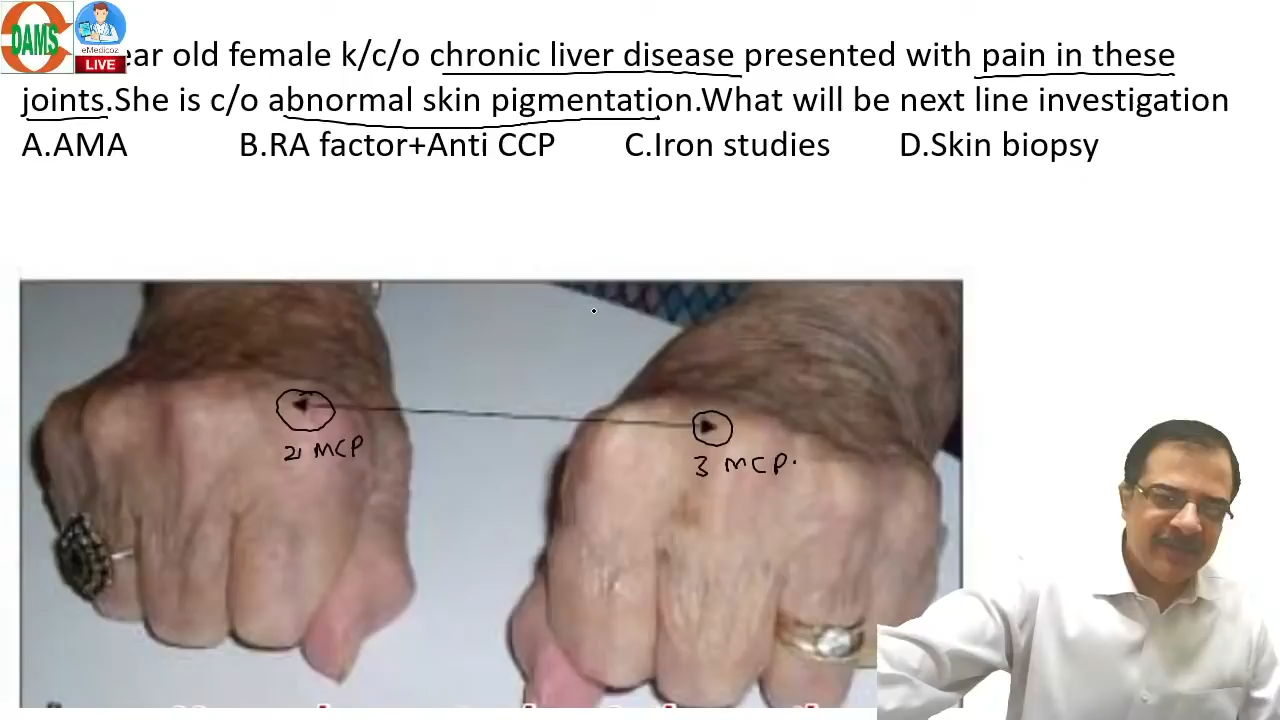 DAMS
eMedicoz
LIVE
ear old female k/c/o chronic liver disease presented with pain in these
joints.She is c/o abnormal skin pigmentation.What will be next line investigation
A.AMA B.RA factor+Anti CCP C.Iron studies D.Skin biopsy
2 MCP
3 MCP.